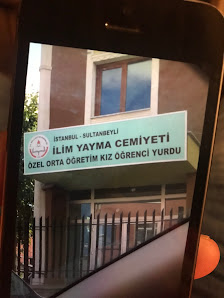 İSTANBUL - SULTANBEYLİ
İLİM YAYMA CEMİYETİ
ÖZEL ORTA ÖĞRETİM KIZ ÖĞRENCİ YURDU